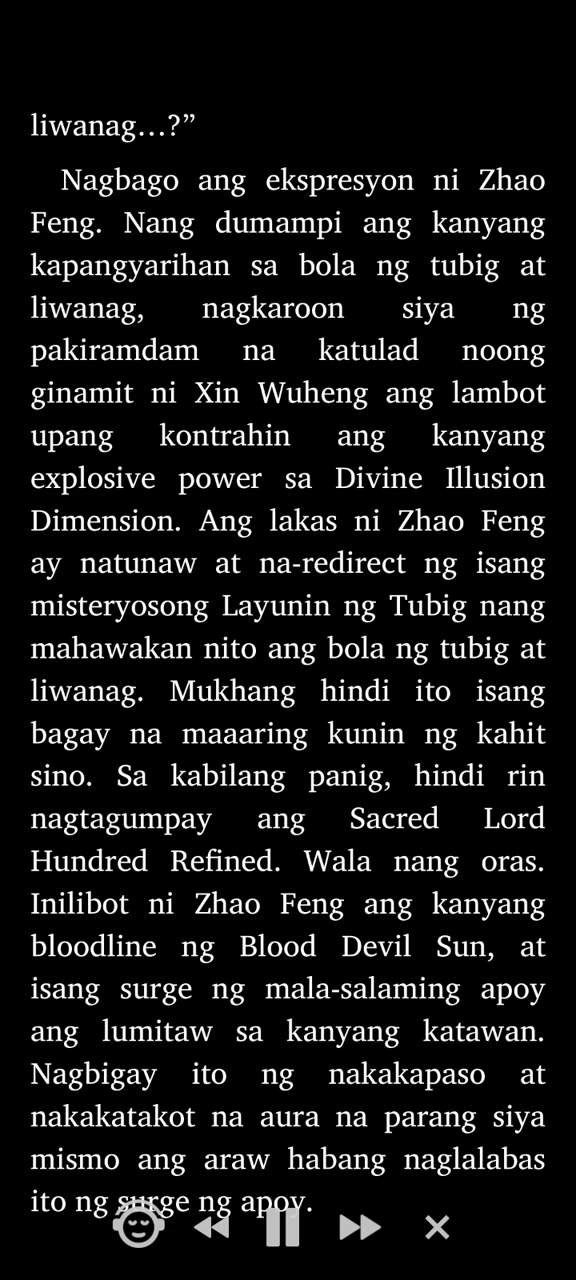 liwanag...?”
Nagbago ang ekspresyon ni Zhao
Feng. Nang dumampi ang kanyang
kapangyarihan sa bola ng tubig at
liwanag, nagkaroon siya ng
pakiramdam na katulad noong
ginamit ni Xin Wuheng ang lambot
upang kontrahin ang kanyang
explosive power sa Divine Illusion
Dimension. Ang lakas ni Zhao Feng
ay natunaw at na-redirect ng isang
misteryosong Layunin ng Tubig nang
mahawakan nito ang bola ng tubig at
liwanag. Mukhang hindi ito isang
bagay na maaaring kunin ng kahit
sino. Sa kabilang panig, hindi rin
nagtagumpay ang Sacred Lord
Hundred Refined. Wala nang oras.
Inilibot ni Zhao Feng ang kanyang
bloodline ng Blood Devil Sun, at
isang surge ng mala-salaming apoy
ang lumitaw sa kanyang katawan.
Nagbigay ito ng nakakapaso at
nakakatakot na aura na parang siya
mismo ang araw habang naglalabas
ito ng surge ng apoy.